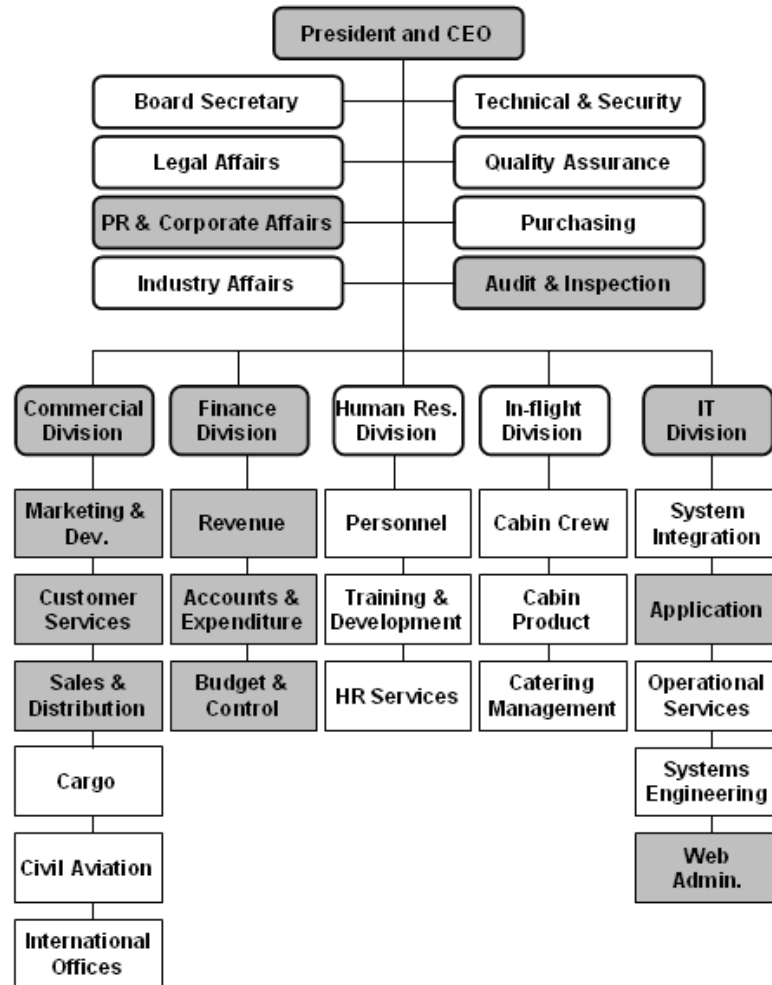 President and CEO
Board Secretary
Technical & Security
Legal Affairs
Quality Assurance
PR & Corporate Affairs
Purchasing
Industry Affairs
Audit & Inspection
Commercial
Division
Finance
Division
Human Res.
Division
In-flight
Division
IT
Division
Marketing &
Dev.
Revenue
Personnel
Cabin Crew
System
Integration
Customer
Services
Accounts &
Expenditure
Training &
Development
Cabin
Product
Application
Sales &
Distribution
Budget &
Control
HR Services
Catering
Management
Operational
Services
Cargo
Systems
Engineering
Civil Aviation
Web
Admin.
International
Offices